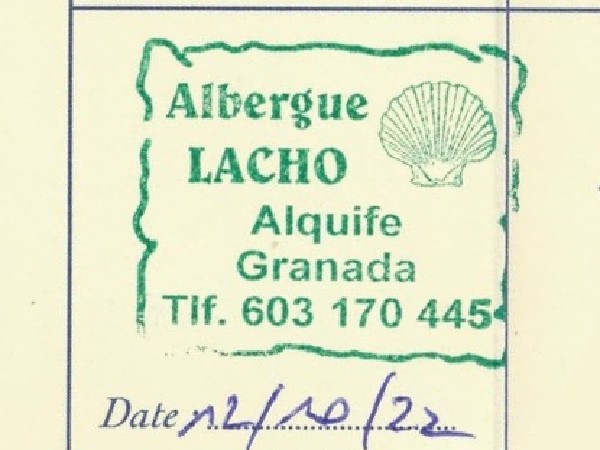 Albergue
LACHO
Alquife
Granada
Tlf. 603 170 445
Date 12/10/22